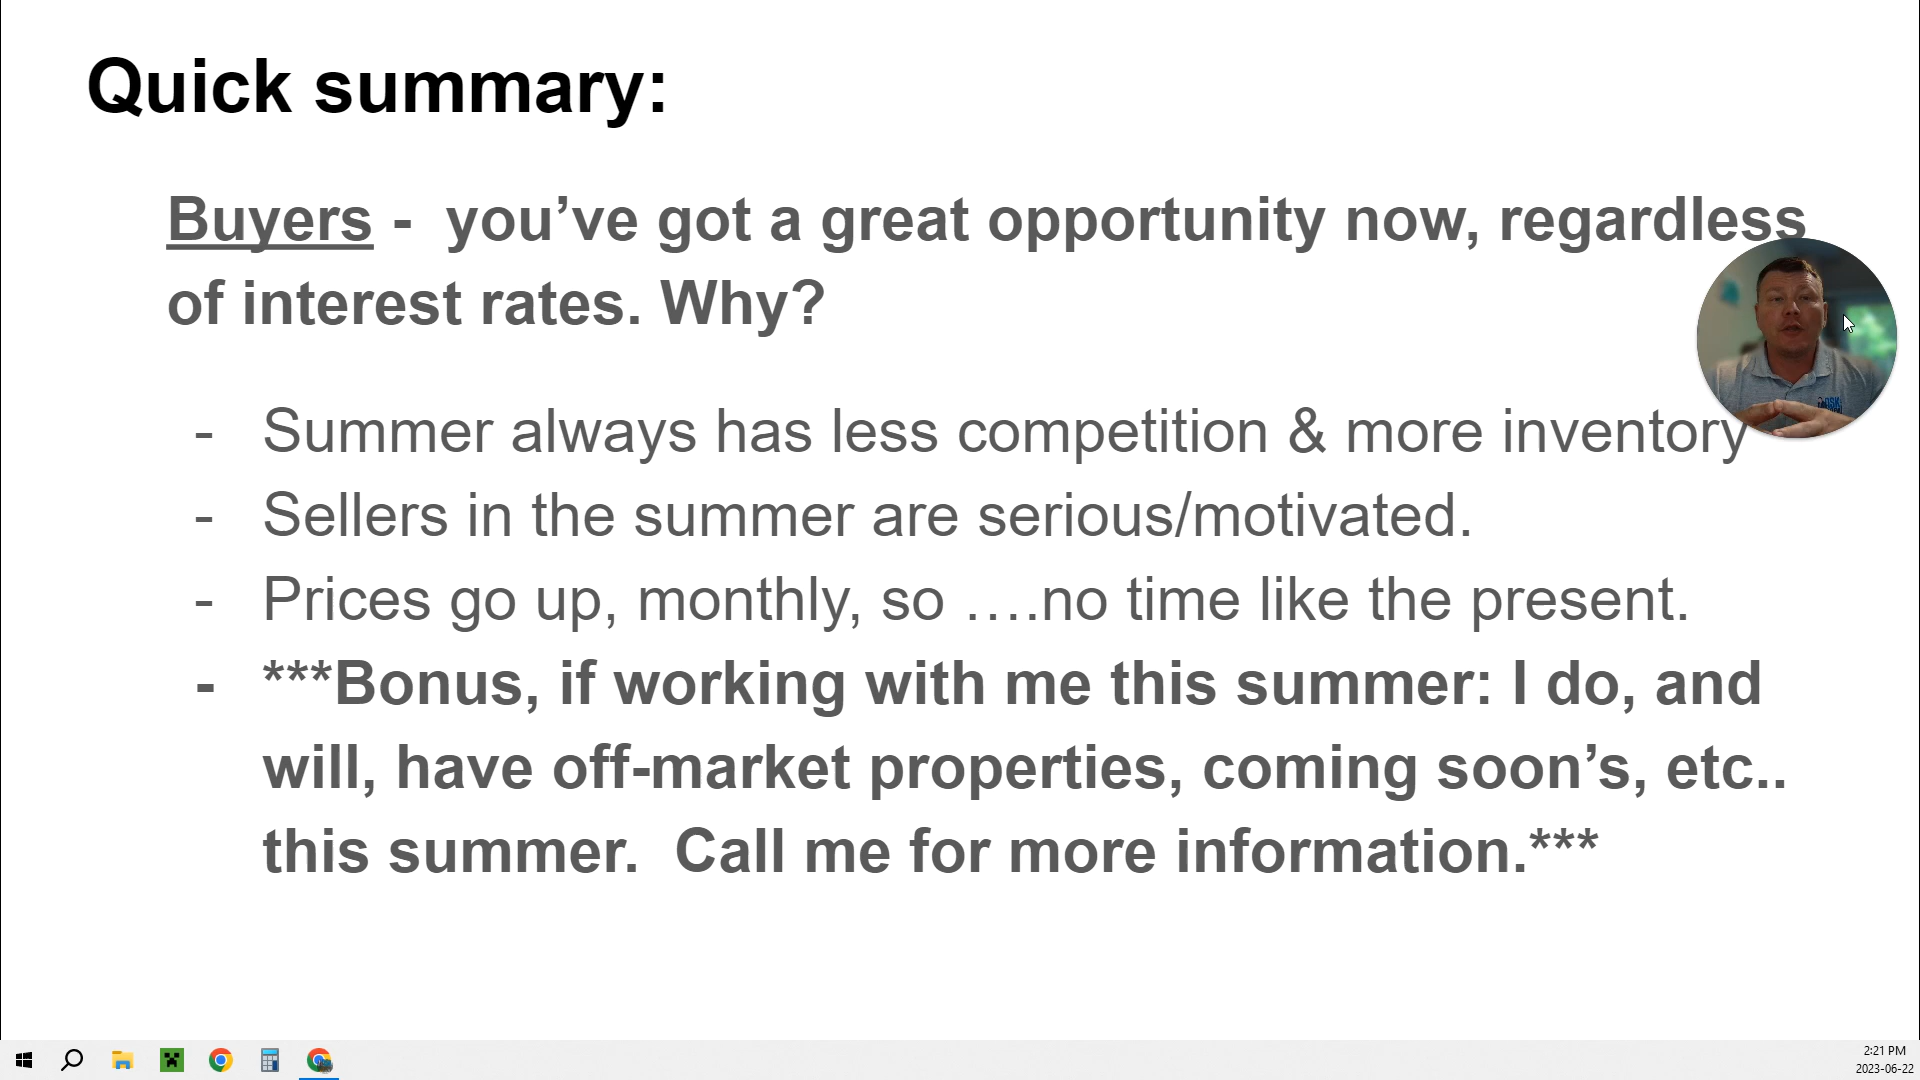 Quick summary:
Buyers -  you’ve got a great opportunity now, regardless
of interest rates. Why?
- Summer always has less competition & more inventory
- Sellers in the summer are serious/motivated.
- Prices go up, monthly, so ….no time like the present.
- ***Bonus, if working with me this summer: I do, and
will, have off-market properties, coming soon’s, etc..
this summer.  Call me for more information.***
2:21 PM
2023-06-22